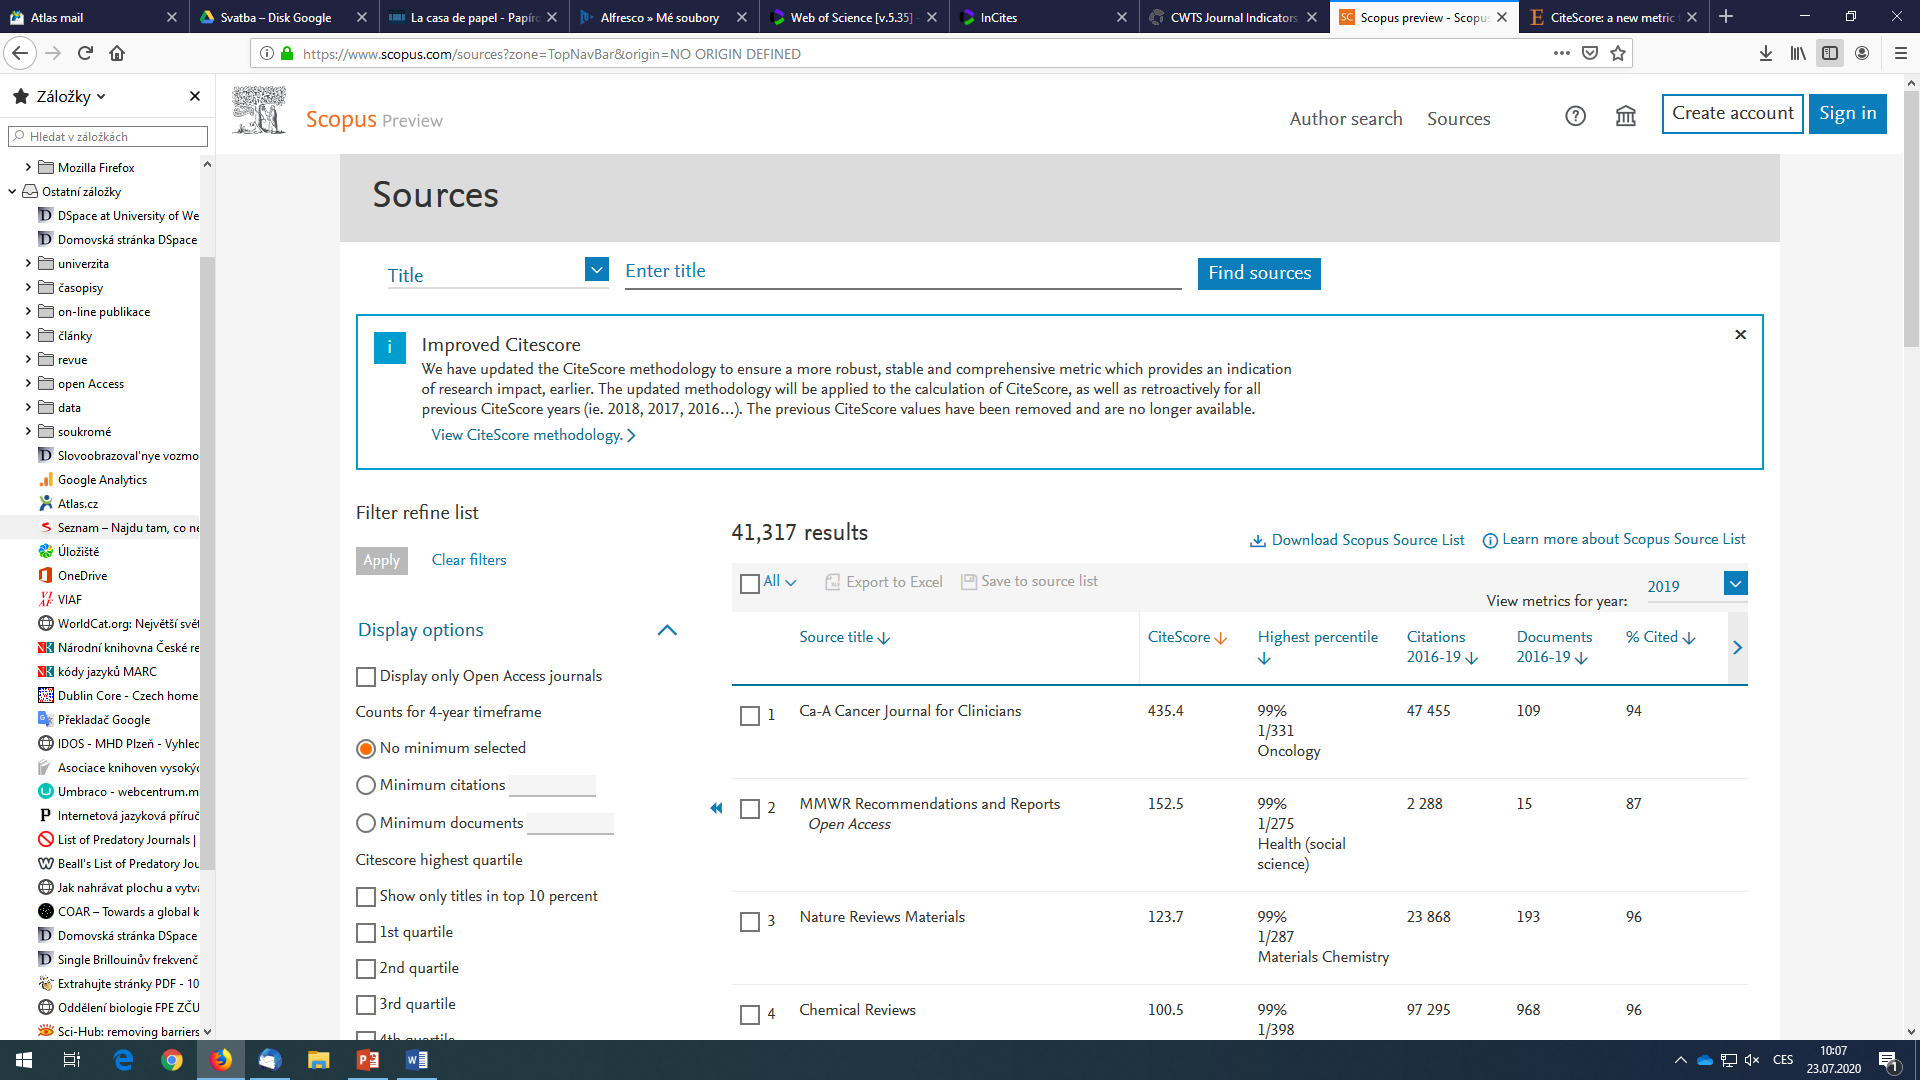 Atlas mail
Svatba – Disk Google
La casa de papel - Papír
Alfresco » Mé soubory
Web of Science [v.5.35] -
InCites
CWTS Journal Indicators
Scopus preview - Scopus
CiteScore: a new metric
https://www.scopus.com/sources?zone=TopNavBar&origin=NO ORIGIN DEFINED
Záložky
Hledat v záložkách
Mozilla Firefox
Ostatní záložky
DSpace at University of We
Domovská stránka DSpace
univerzita
časopisy
on-line publikace
články
revue
open Access
data
soukromé
Slovoobrazoval'nye vozmo
Google Analytics
Atlas.cz
Seznam – Najdu tam, co ne
Úložiště
OneDrive
VIAF
WorldCat.org: Největší svět
Národní knihovna České re
kódy jazyků MARC
Dublin Core - Czech home
Překladač Google
IDOS - MHD Plzeň - Vyhled
Asociace knihoven vysokýc
Umbraco - webcentrum.m
Internetová jazyková příruč
List of Predatory Journals |
Beall's List of Predatory Jou
Jak nahrávat plochu a vytvá
COAR – Towards a global k
Domovská stránka DSpace
Single Brillouinův frekvenč
Extrahujte stránky PDF - 10
Oddělení biologie FPE ZČU
Sci-Hub: removing barriers
Scopus Preview
Author search
Sources
Create account
Sign in
Sources
Title
Enter title
Find sources
Improved Citescore
We have updated the CiteScore methodology to ensure a more robust, stable and comprehensive metric which provides an indication
of research impact, earlier. The updated methodology will be applied to the calculation of CiteScore, as well as retroactively for all
previous CiteScore years (ie. 2018, 2017, 2016...). The previous CiteScore values have been removed and are no longer available.
View CiteScore methodology.
Filter refine list
Apply
Clear filters
Display options
Display only Open Access journals
Counts for 4-year timeframe
No minimum selected
Minimum citations
Minimum documents
Citescore highest quartile
Show only titles in top 10 percent
1st quartile
2nd quartile
3rd quartile
4th quartile
41,317 results
Download Scopus Source List
Learn more about Scopus Source List
All
Export to Excel
Save to source list
View metrics for year:
2019
Source title
CiteScore
Highest percentile
Citations
2016-19
Documents
2016-19
% Cited
1 Ca-A Cancer Journal for Clinicians 435.4 99% 47 455 109 94
1/331
Oncology
2 MMWR Recommendations and Reports 152.5 99% 2 288 15 87
Open Access 1/275
Health (social
science)
3 Nature Reviews Materials 123.7 99% 23 868 193 96
1/287
Materials Chemistry
4 Chemical Reviews 100.5 99% 97 295 968 96
1/398
CES
10:07
23.07.2020
1